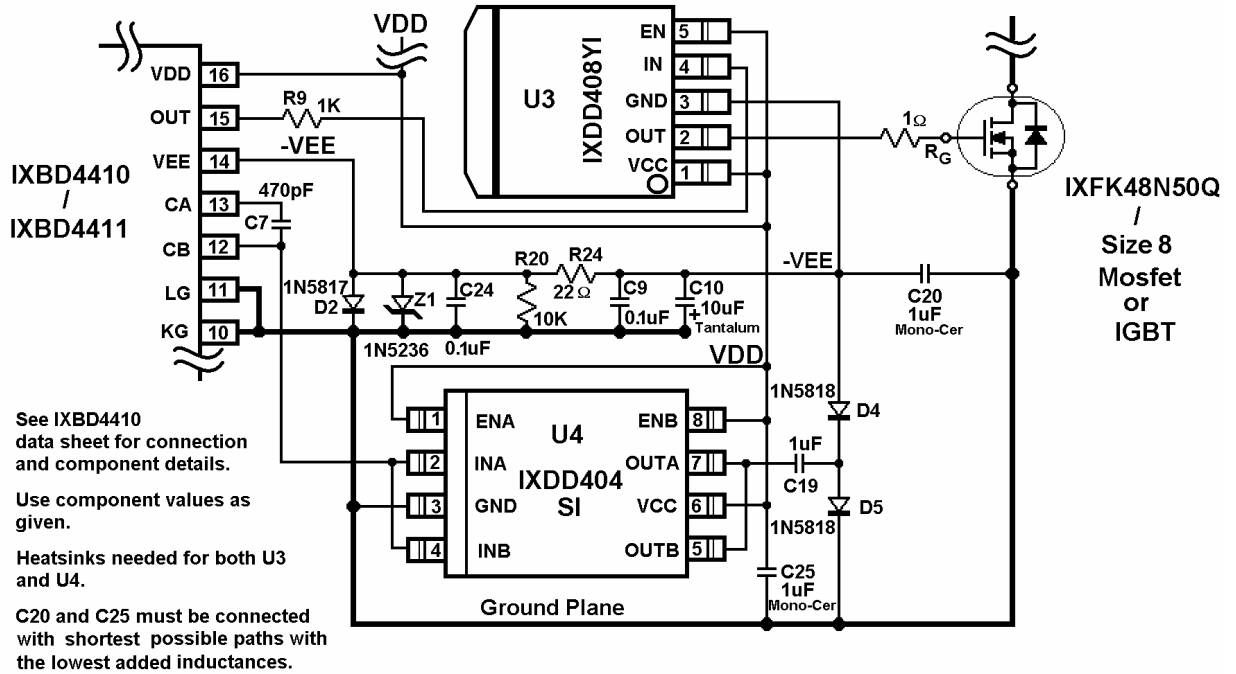 VDD
IXBD4410
/
IXBD4411
VDD 16
OUT 15
VEE 14
CA 13
CB 12
LG 11
KG 10
R9 1K
-VEE
470pF
C7
U3
IXDD408YI
EN 5
IN 4
GND 3
OUT 2
VCC 1
1Ω
RG
IXFK48N50Q
/
Size 8
Mosfet
or
IGBT
1N5817
D2
Z1
1N5236
C24
0.1uF
R20
10K
R24
22 Ω
C9
0.1uF
C10
+ 10uF
Tantalum
-VEE
C20
1uF
Mono-Cer
VDD
U4
IXDD404
SI
1 ENA
2 INA
3 GND
4 INB
ENB 8
OUTA 7
VCC 6
OUTB 5
1N5818
D4
1uF
C19
D5
1N5818
C25
1uF
Mono-Cer
Ground Plane
See IXBD4410
data sheet for connection
and component details.
Use component values as
given.
Heatsinks needed for both U3
and U4.
C20 and C25 must be connected
with shortest possible paths with
the lowest added inductances.